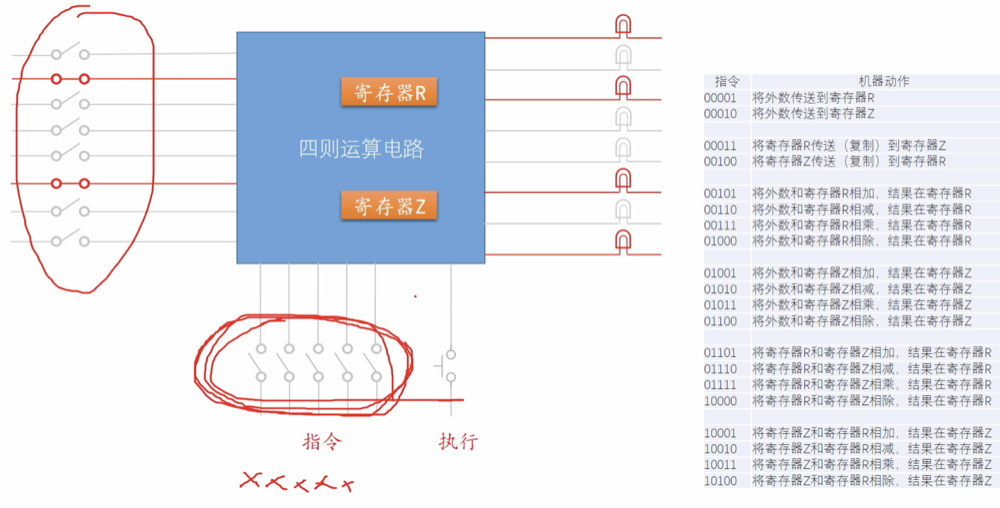 寄存器R
四则运算电路
寄存器Z
指令
执行
×××××
指令 机器动作
00001 将外数传送到寄存器R
00010 将外数传送到寄存器Z
00011 将寄存器R传送（复制）到寄存器Z
00100 将寄存器Z传送（复制）到寄存器R
00101 将外数和寄存器R相加，结果在寄存器R
00110 将外数和寄存器R相减，结果在寄存器R
00111 将外数和寄存器R相乘，结果在寄存器R
01000 将外数和寄存器R相除，结果在寄存器R
01001 将外数和寄存器Z相加，结果在寄存器Z
01010 将外数和寄存器Z相减，结果在寄存器Z
01011 将外数和寄存器Z相乘，结果在寄存器Z
01100 将外数和寄存器Z相除，结果在寄存器Z
01101 将寄存器R和寄存器Z相加，结果在寄存器R
01110 将寄存器R和寄存器Z相减，结果在寄存器R
01111 将寄存器R和寄存器Z相乘，结果在寄存器R
10000 将寄存器R和寄存器Z相除，结果在寄存器R
10001 将寄存器Z和寄存器R相加，结果在寄存器Z
10010 将寄存器Z和寄存器R相减，结果在寄存器Z
10011 将寄存器Z和寄存器R相乘，结果在寄存器Z
10100 将寄存器Z和寄存器R相除，结果在寄存器Z